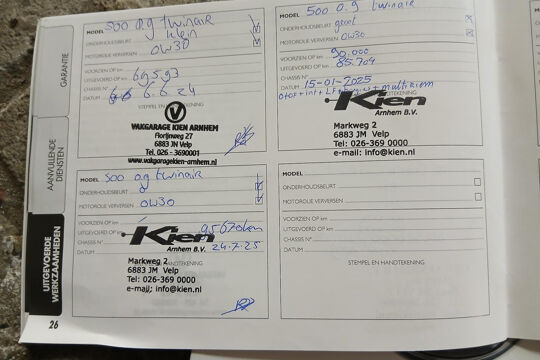 GARANTIE
AANVULLENDE
DIENSTEN
UITGEVOERDE
WERKZAAMHEDEN
MODEL 500 0.9 twinair
klein
ONDERHOUDSBEURT
MOTOROLIE VERVERSEN 0W30
VOORZIEN OP km
UITGEVOERD OP km 69593
CHASSIS N°
DATUM 6.6.24
STEMPEL EN HANDTEKENING
VAKGARAGE KIEN ARNHEM
Florijnweg 27
6883 JN Velp
Tel. 026 - 3690001
www.vakgaragekien-arnhem.nl
MODEL 500 0.9 twinair
ONDERHOUDSBEURT groot
MOTOROLIE VERVERSEN 0W30
VOORZIEN OP km 90.000
UITGEVOERD OP km 85.704
CHASSIS N°
DATUM 15-01-2025
multiriem
Kien
Arnhem B.V.
Markweg 2
6883 JM Velp
Tel: 026-369 0000
e-mail: info@kien.nl
MODEL 500 0.9 twinair
ONDERHOUDSBEURT
MOTOROLIE VERVERSEN 0W30
VOORZIEN OP km
UITGEVOERD OP km 95670km
CHASSIS N°
DATUM 24-7-25
Kien
Arnhem B.V.
Markweg 2
6883 JM Velp
Tel: 026-369 0000
e-mail: info@kien.nl
MODEL
ONDERHOUDSBEURT
MOTOROLIE VERVERSEN
VOORZIEN OP km
UITGEVOERD OP km
CHASSIS N°
DATUM
STEMPEL EN HANDTEKENING
26